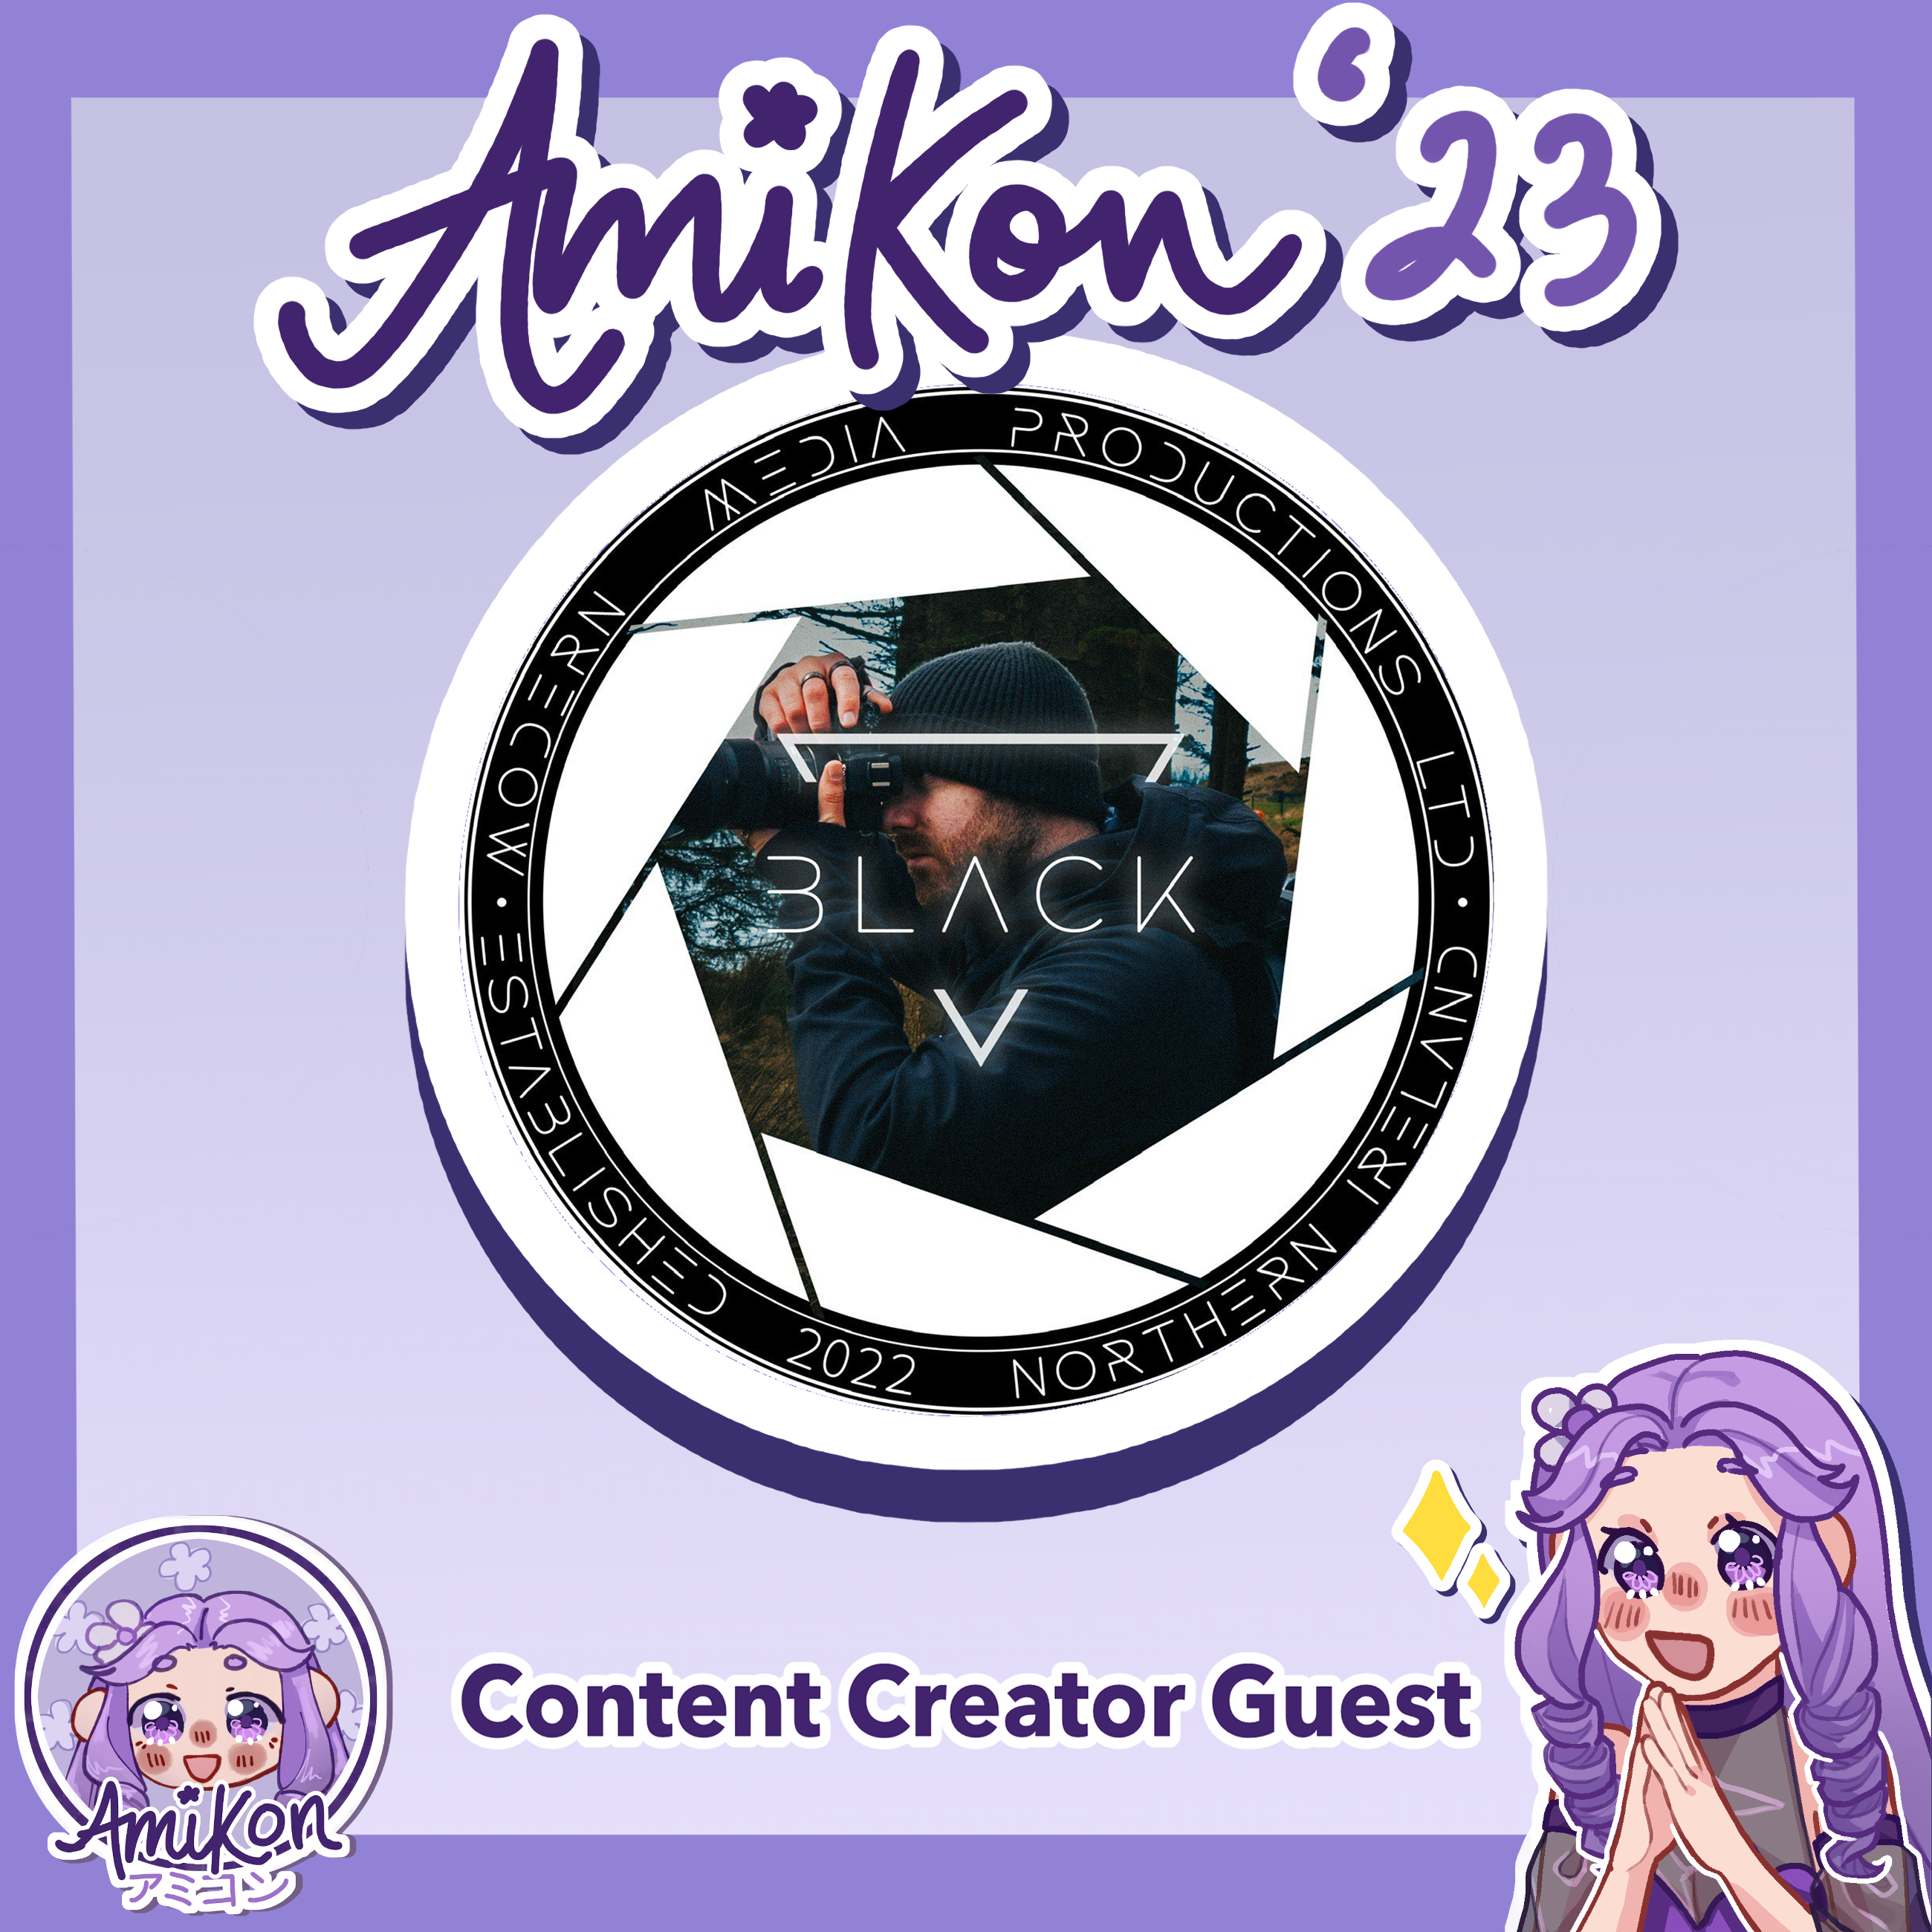 AmiKon '23
MODERN MEDIA PRODUCTIONS LTD •
ESTABLISHED 2022 NORTHERN IRELAND •
BLACK
V
Content Creator Guest
AmiKon
アミコン